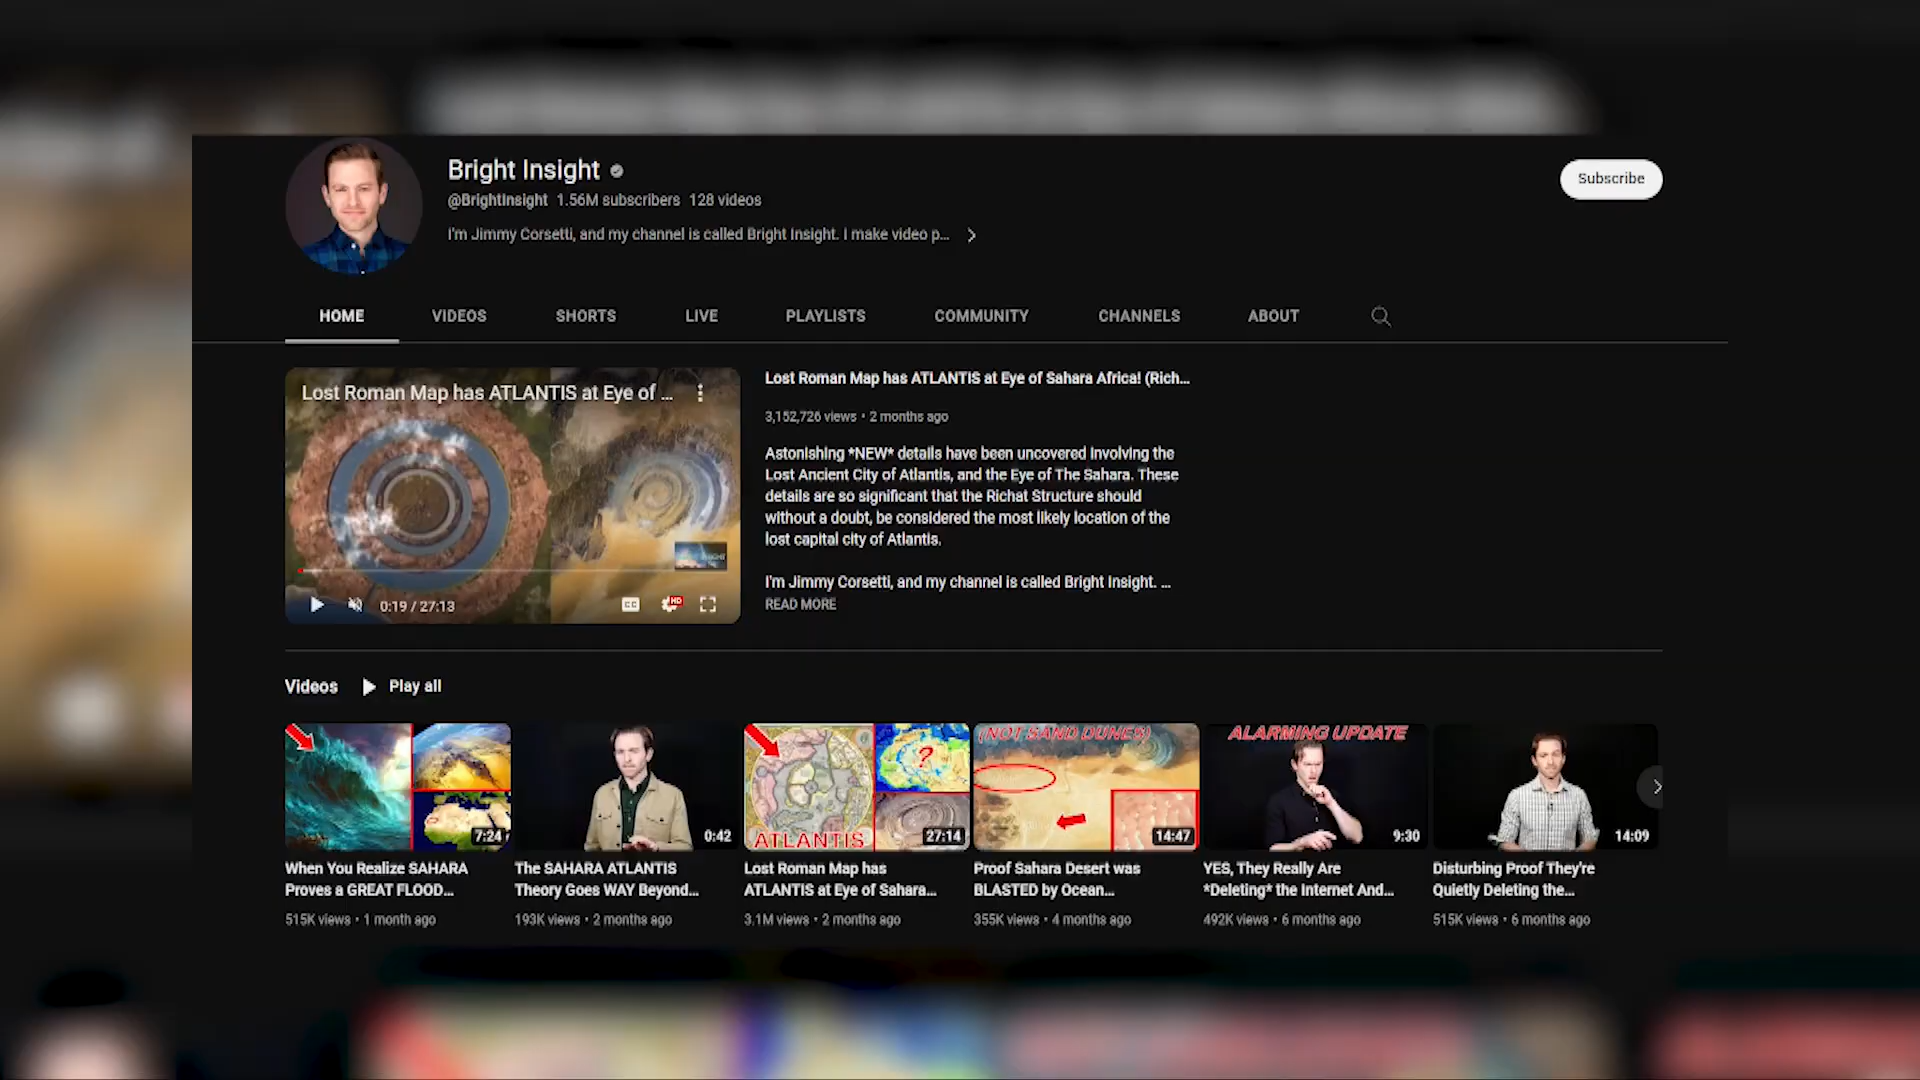 Bright Insight
@BrightInsight 1.56M subscribers 128 videos
I'm Jimmy Corsetti, and my channel is called Bright Insight. I make video p...
Subscribe
HOME VIDEOS SHORTS LIVE PLAYLISTS COMMUNITY CHANNELS ABOUT
Lost Roman Map has ATLANTIS at Eye of ...
CC
HD
0:19 / 27:13
Lost Roman Map has ATLANTIS at Eye of Sahara Africa! (Rich...
3,152,726 views • 2 months ago
Astonishing *NEW* details have been uncovered involving the
Lost Ancient City of Atlantis, and the Eye of The Sahara. These
details are so significant that the Richat Structure should
without a doubt, be considered the most likely location of the
lost capital city of Atlantis.
I'm Jimmy Corsetti, and my channel is called Bright Insight. ...
READ MORE
Videos Play all
7:24
When You Realize SAHARA
Proves a GREAT FLOOD...
515K views • 1 month ago
0:42
The SAHARA ATLANTIS
Theory Goes WAY Beyond...
193K views • 2 months ago
?
ATLANTIS
27:14
Lost Roman Map has
ATLANTIS at Eye of Sahara...
3.1M views • 2 months ago
(NOT SAND DUNES)
14:47
Proof Sahara Desert was
BLASTED by Ocean...
355K views • 4 months ago
ALARMING UPDATE
9:30
YES, They Really Are
*Deleting* the Internet And...
492K views • 6 months ago
14:09
Disturbing Proof They're
Quietly Deleting the...
515K views • 6 months ago